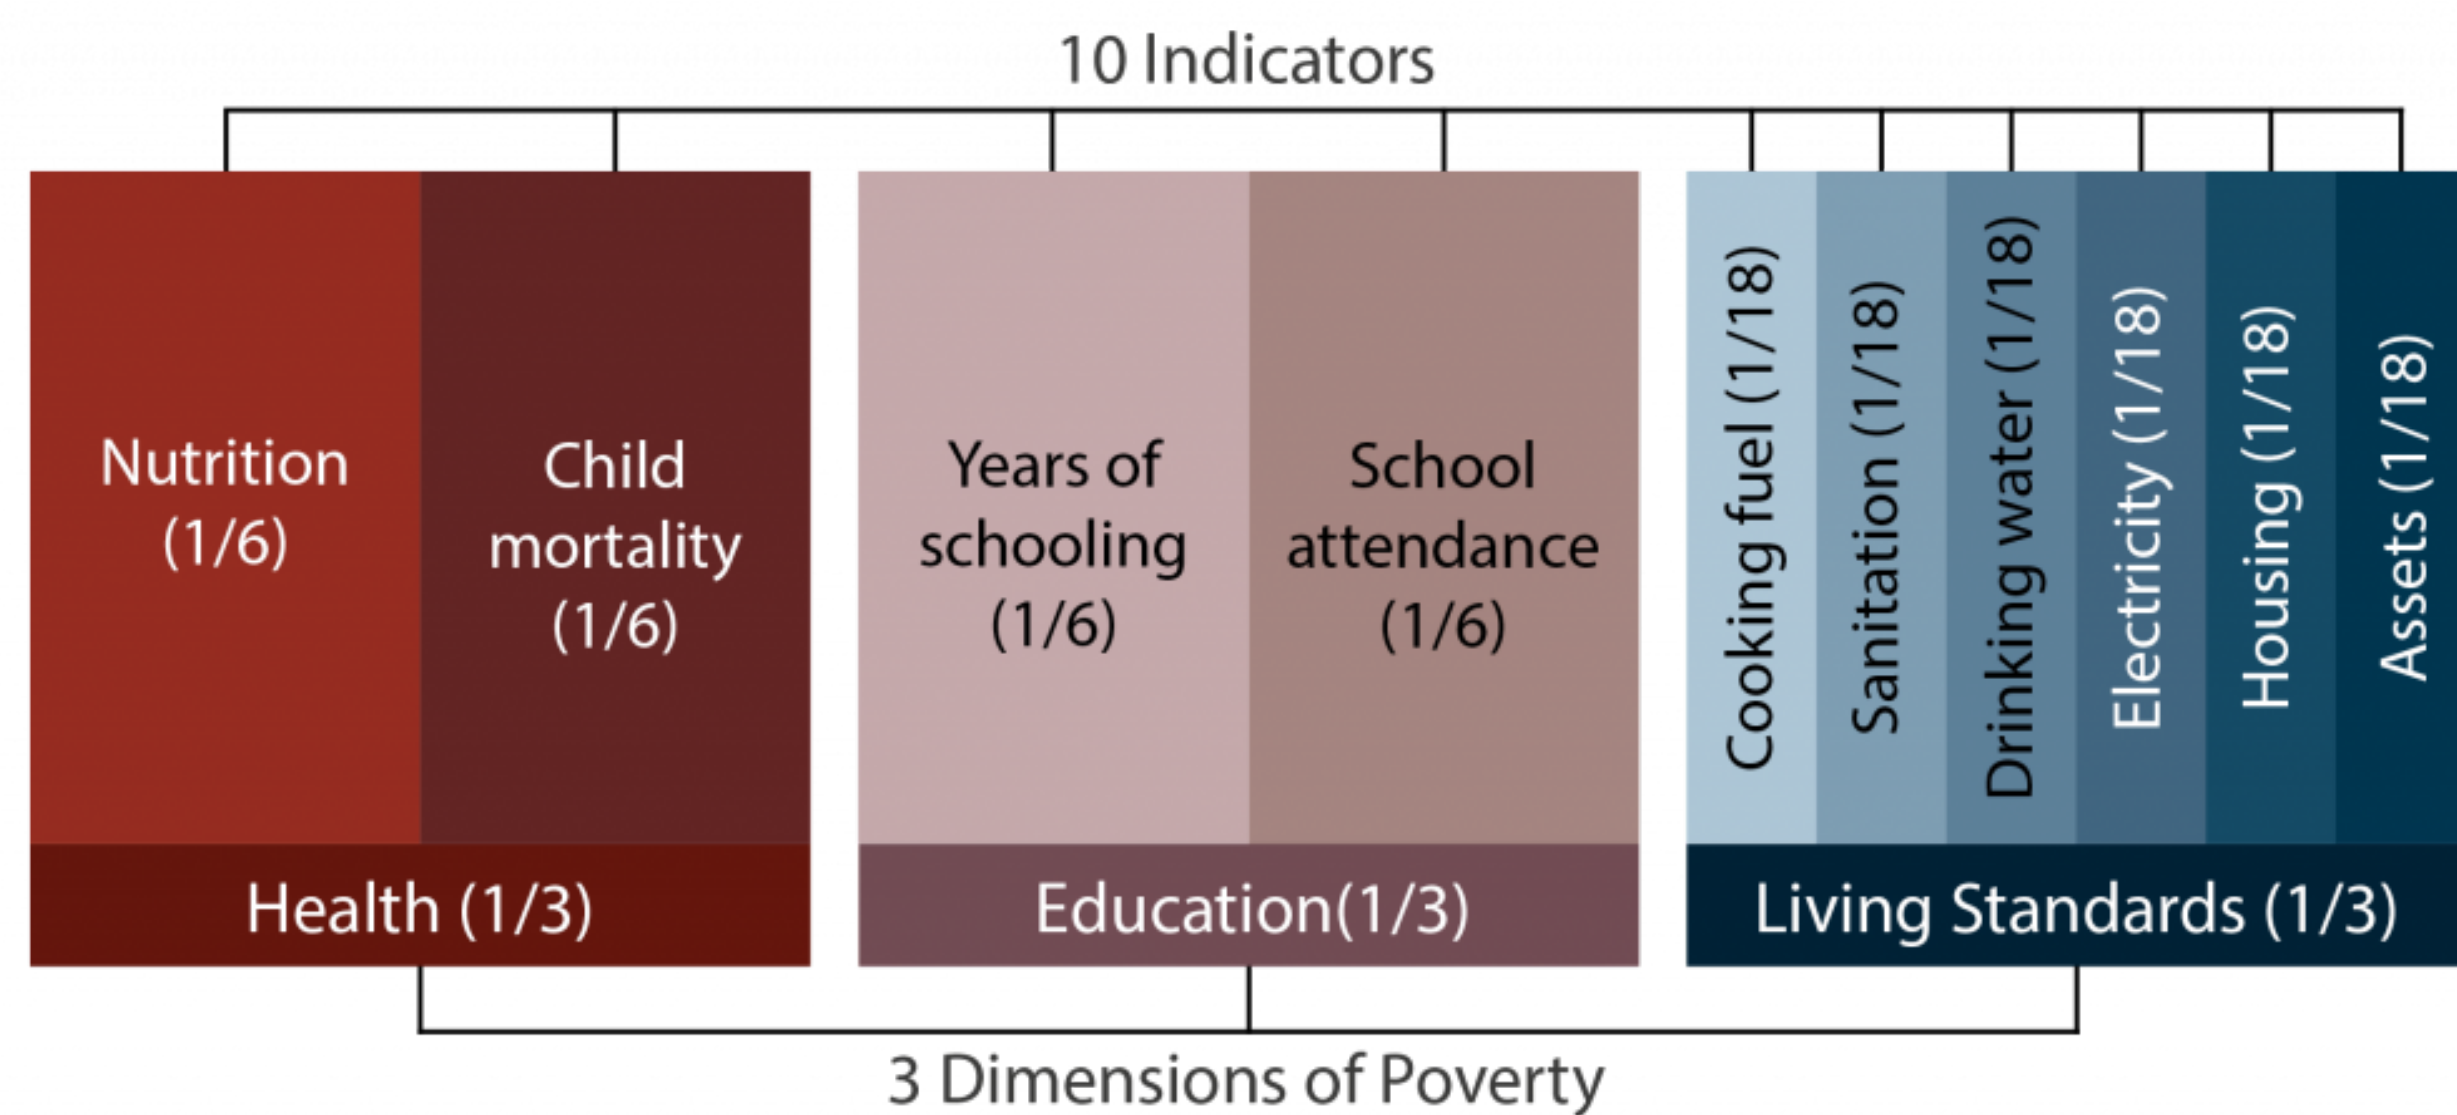 10 Indicators
Nutrition
(1/6)
Child
mortality
(1/6)
Years of
schooling
(1/6)
School
attendance
(1/6)
Cooking fuel (1/18)
Sanitation (1/18)
Drinking water (1/18)
Electricity (1/18)
Housing (1/18)
Assets (1/18)
Health (1/3)
Education(1/3)
Living Standards (1/3)
3 Dimensions of Poverty